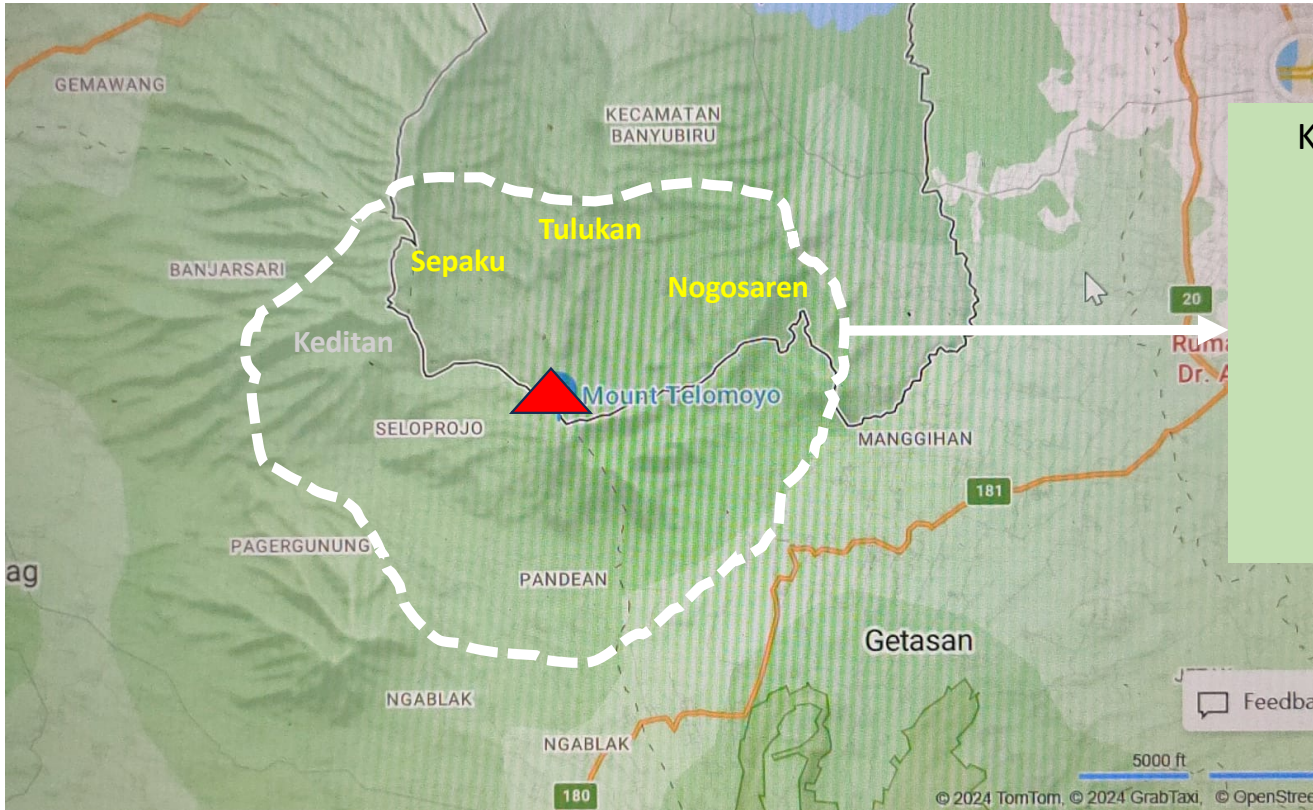 GEMAWANG
KECAMATAN
BANYUBIRU
K
Tulukan
Sepaku
BANJARSARI
Nogosaren
20
Keditan
Dr.
Mount Telomoyo
SELOPROJO
MANGGIHAN
181
PAGERGUNUNG
ag
PANDEAN
Getasan
NGABLAK
Feedba
NGABLAK
5000 ft
180
© 2024 TomTom, © 2024 GrabTaxi, © OpenStree